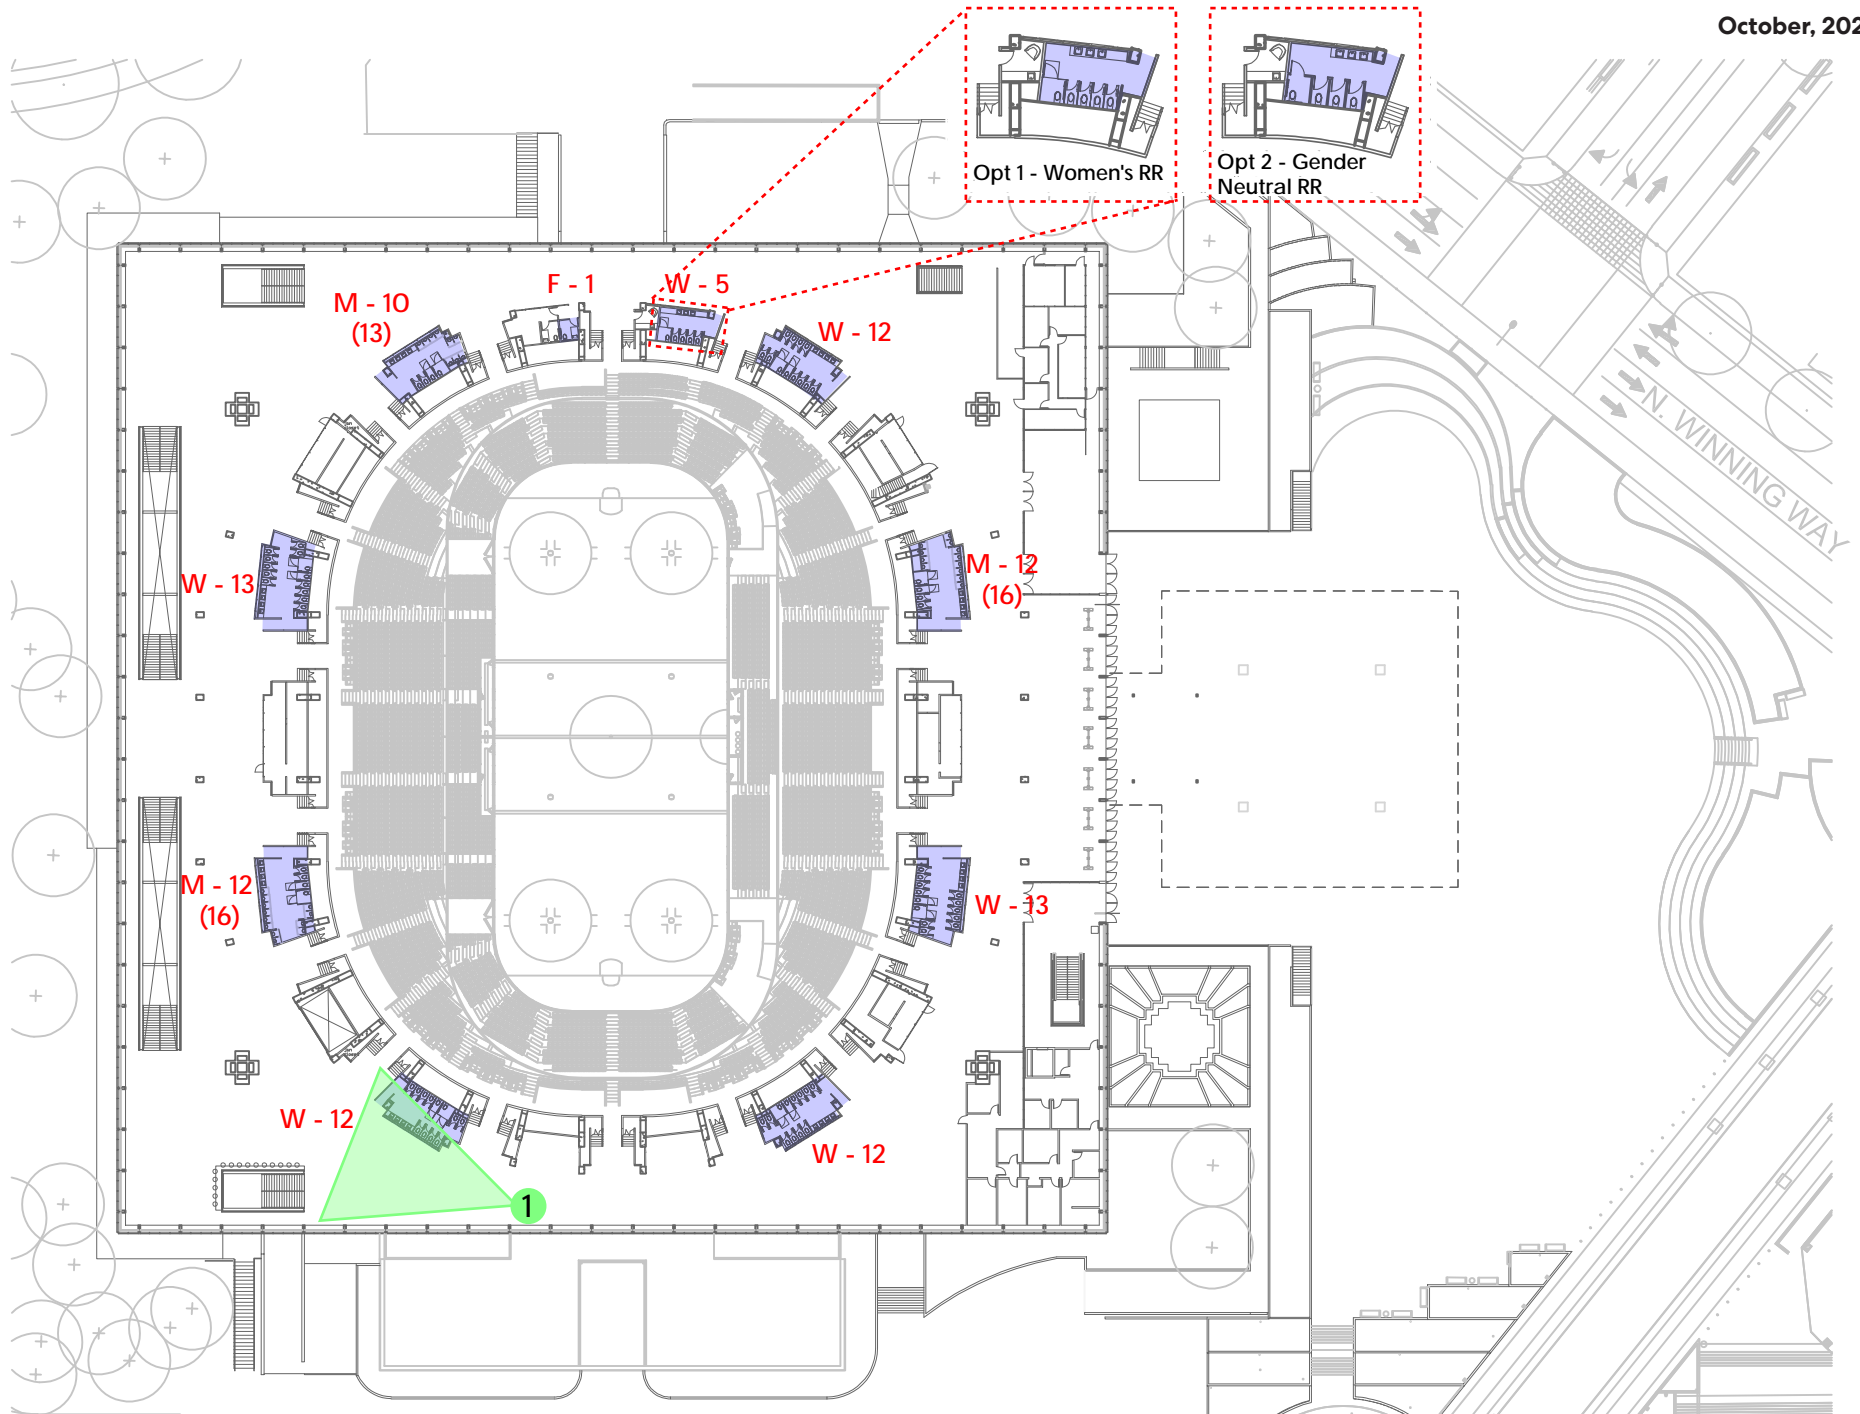 October, 202
Opt 1 - Women's RR
Opt 2 - Gender
Neutral RR
F - 1
W - 5
M - 10
(13)
W - 12
N. WINNING WAY
W - 13
M - 12
(16)
M - 12
(16)
W - 13
W - 12
W - 12
1